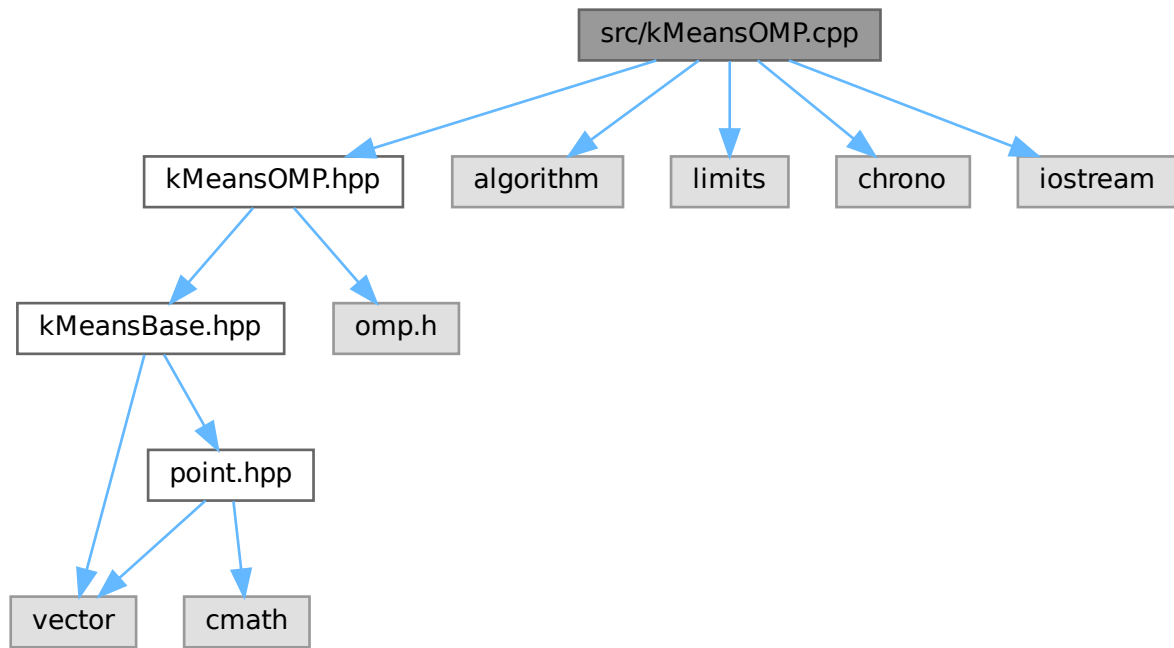 src/kMeansOMP.cpp
kMeansOMP.hpp
algorithm
limits
chrono
iostream
kMeansBase.hpp
omp.h
point.hpp
vector
cmath